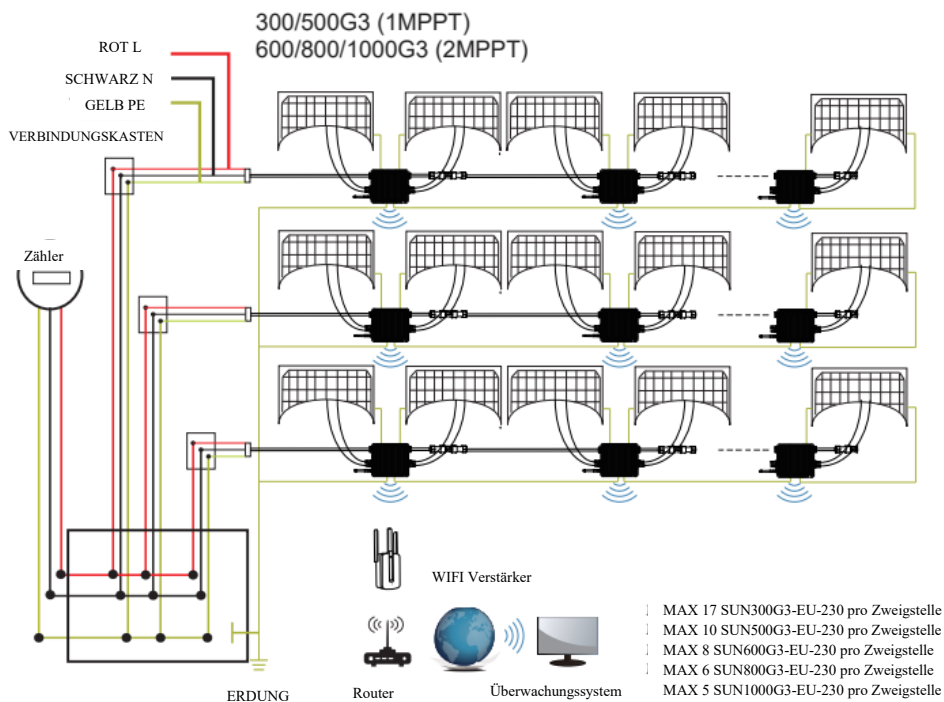 300/500G3 (1MPPT)
600/800/1000G3 (2MPPT)
ROT L
SCHWARZ N
GELB PE
VERBINDUNGSKASTEN
Zähler
WIFI Verstärker
ERDUNG
Router
Überwachungssystem
MAX 17 SUN300G3-EU-230 pro Zweigstelle
MAX 10 SUN500G3-EU-230 pro Zweigstelle
MAX 8 SUN600G3-EU-230 pro Zweigstelle
MAX 6 SUN800G3-EU-230 pro Zweigstelle
MAX 5 SUN1000G3-EU-230 pro Zweigstelle